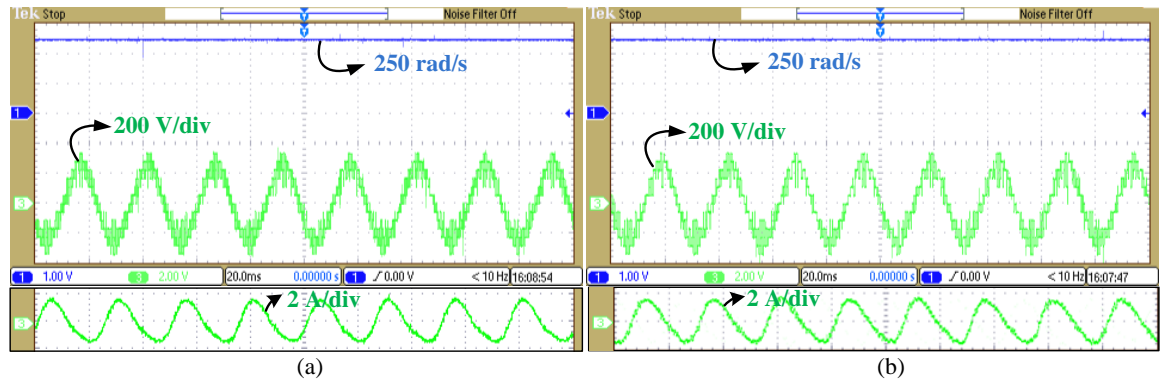 Tek Stop
Noise Filter Off
250 rad/s
1
200 V/div
3
1 1.00 V
3 2.00 V
20.0ms
0.00000 s
1 ∫ 0.00 V
< 10 Hz
16:08:54
3
2 A/div
(a)
Tek Stop
Noise Filter Off
250 rad/s
1
200 V/div
3
1 1.00 V
3 2.00 V
20.0ms
0.00000 s
1 ∫ 0.00 V
< 10 Hz
16:07:47
3
2 A/div
(b)